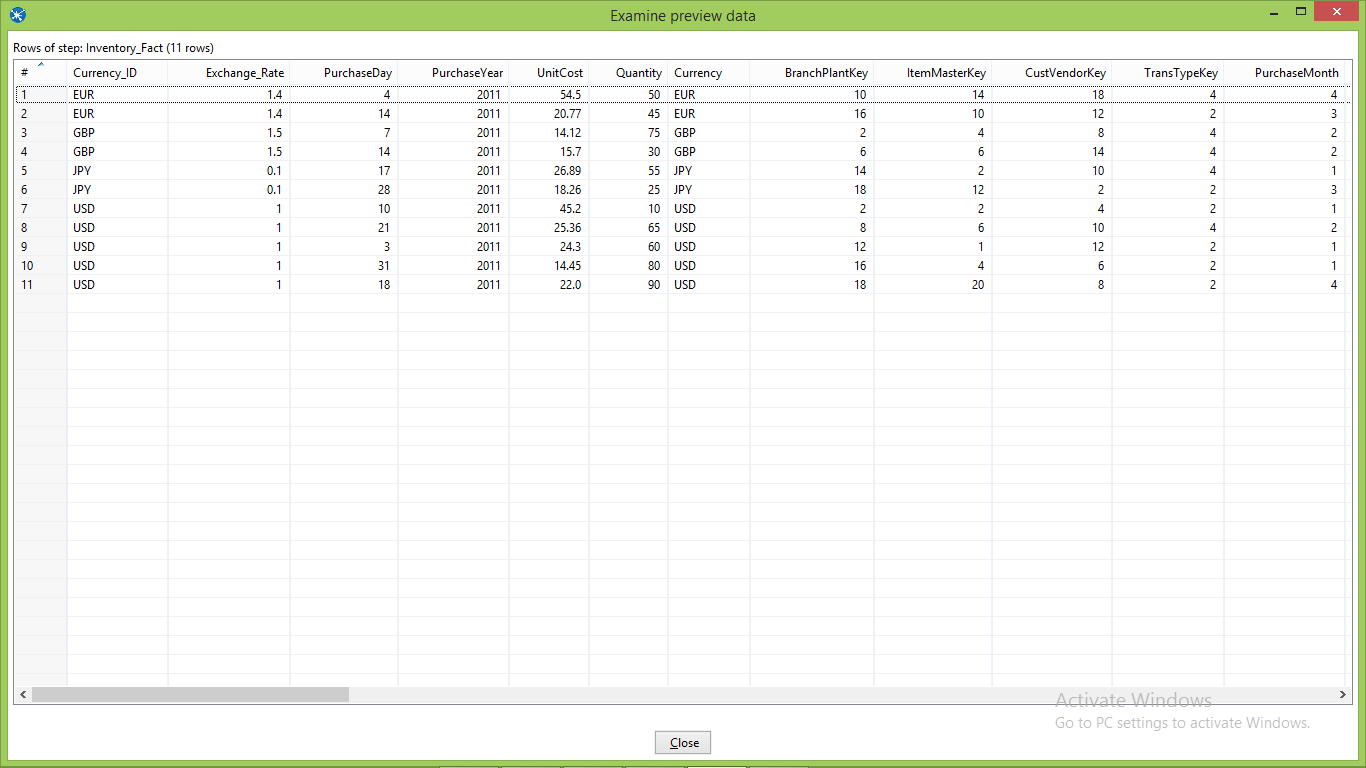 Examine preview data
Rows of step: Inventory_Fact (11 rows)
# Currency_ID Exchange_Rate PurchaseDay PurchaseYear UnitCost Quantity Currency BranchPlantKey ItemMasterKey CustVendorKey TransTypeKey PurchaseMonth
1 EUR 1.4 4 2011 54.5 50 EUR 10 14 18 4 4
2 EUR 1.4 14 2011 20.77 45 EUR 16 10 12 2 3
3 GBP 1.5 7 2011 14.12 75 GBP 2 4 8 4 2
4 GBP 1.5 14 2011 15.7 30 GBP 6 6 14 4 2
5 JPY 0.1 17 2011 26.89 55 JPY 14 2 10 4 1
6 JPY 0.1 28 2011 18.26 25 JPY 18 12 2 2 3
7 USD 1 10 2011 45.2 10 USD 2 2 4 2 1
8 USD 1 21 2011 25.36 65 USD 8 6 10 4 2
9 USD 1 3 2011 24.3 60 USD 12 1 12 2 1
10 USD 1 31 2011 14.45 80 USD 16 4 6 2 1
11 USD 1 18 2011 22.0 90 USD 18 20 8 2 4
Activate Windows
Go to PC settings to activate Windows.
Close